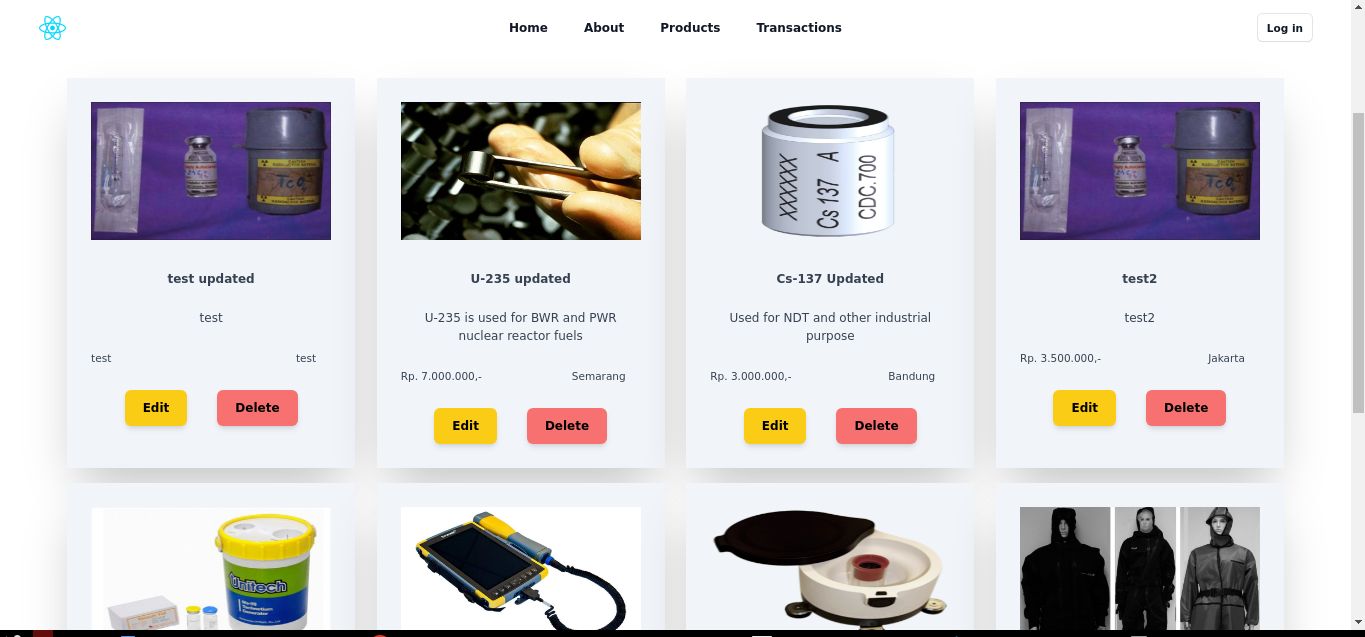 Home About Products Transactions Log in
test updated
test
test test
Edit Delete
U-235 updated
U-235 is used for BWR and PWR
nuclear reactor fuels
Rp. 7.000.000,- Semarang
Edit Delete
XXXXXX
Cs 137 A
CDC.700
Cs-137 Updated
Used for NDT and other industrial
purpose
Rp. 3.000.000,- Bandung
Edit Delete
test2
test2
Rp. 3.500.000,- Jakarta
Edit Delete
Unitech